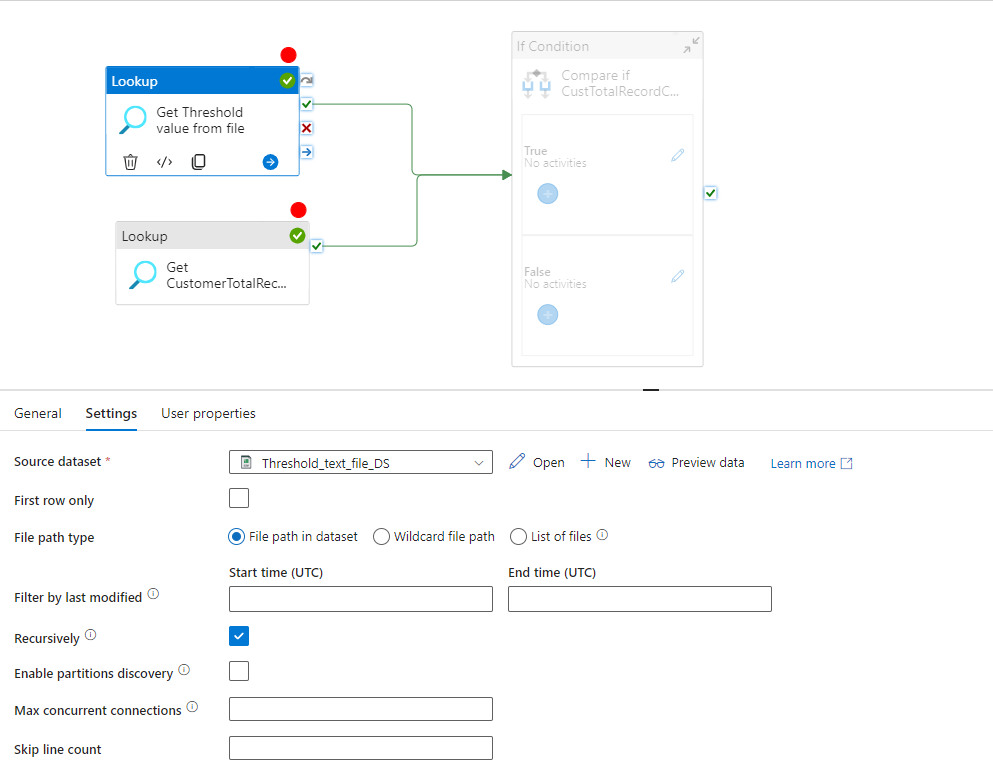 If Condition
Lookup
Compare if
CustTotalRecordC...
Get Threshold
value from file
</>
True
No activities
Lookup
Get
CustomerTotalRec...
False
No activities
General
Settings
User properties
Source dataset *
Threshold_text_file_DS
Open
New
Preview data
Learn more
First row only
File path type
File path in dataset
Wildcard file path
List of files
Start time (UTC)
End time (UTC)
Filter by last modified
Recursively
Enable partitions discovery
Max concurrent connections
Skip line count